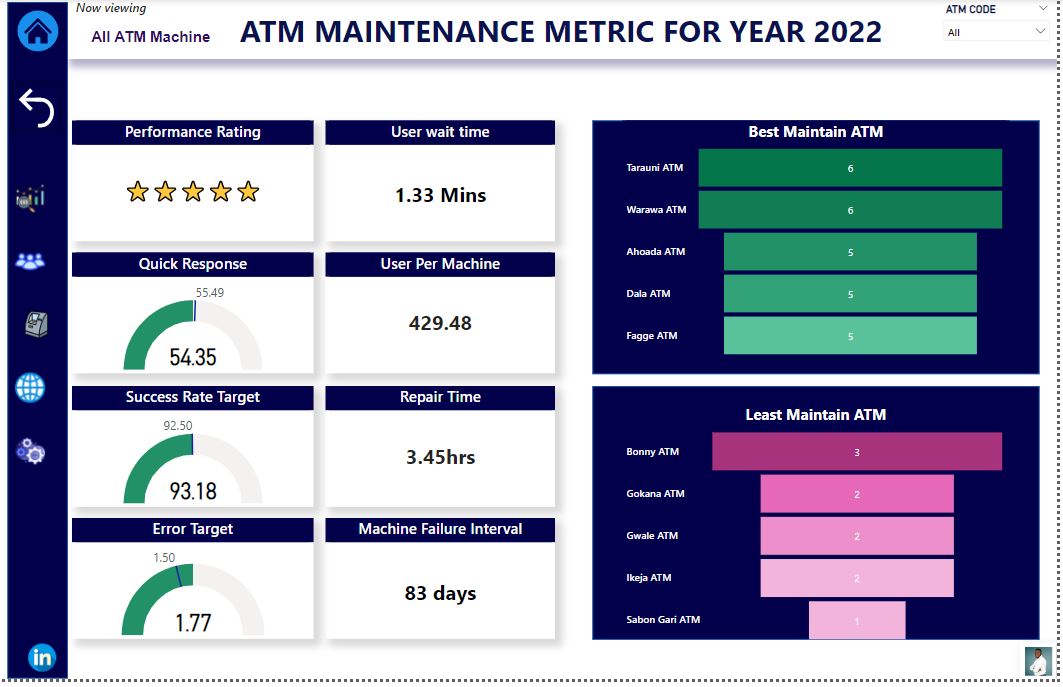 Now viewing
All ATM Machine
ATM MAINTENANCE METRIC FOR YEAR 2022
ATM CODE
All
Performance Rating
User wait time
1.33 Mins
Quick Response
55.49
54.35
User Per Machine
429.48
Success Rate Target
92.50
93.18
Repair Time
3.45hrs
Error Target
1.50
1.77
Machine Failure Interval
83 days
Best Maintain ATM
Tarauni ATM 6
Warawa ATM 6
Ahoada ATM 5
Dala ATM 5
Fagge ATM 5
Least Maintain ATM
Bonny ATM 3
Gokana ATM 2
Gwale ATM 2
Ikeja ATM 2
Sabon Gari ATM 1
in